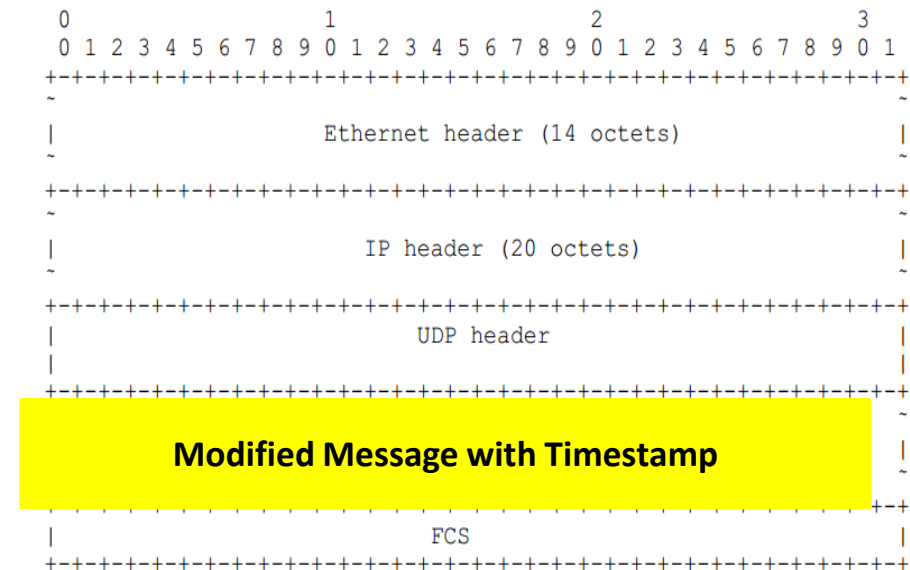 0                   1                   2                   3
0 1 2 3 4 5 6 7 8 9 0 1 2 3 4 5 6 7 8 9 0 1 2 3 4 5 6 7 8 9 0 1
+-+-+-+-+-+-+-+-+-+-+-+-+-+-+-+-+-+-+-+-+-+-+-+-+-+-+-+-+-+-+-+-+
~ ~
| Ethernet header (14 octets) |
~ ~
+-+-+-+-+-+-+-+-+-+-+-+-+-+-+-+-+-+-+-+-+-+-+-+-+-+-+-+-+-+-+-+-+
~ ~
| IP header (20 octets) |
~ ~
+-+-+-+-+-+-+-+-+-+-+-+-+-+-+-+-+-+-+-+-+-+-+-+-+-+-+-+-+-+-+-+-+
| UDP header |
| |
+-+-+-+-+-+-+-+-+-+-+-+-+-+-+-+-+-+-+-+-+-+-+-+-+-+-+-+-+-+-+-+-+
~
Modified Message with Timestamp |
~
+-+
| FCS |
+-+-+-+-+-+-+-+-+-+-+-+-+-+-+-+-+-+-+-+-+-+-+-+-+-+-+-+-+-+-+-+-+